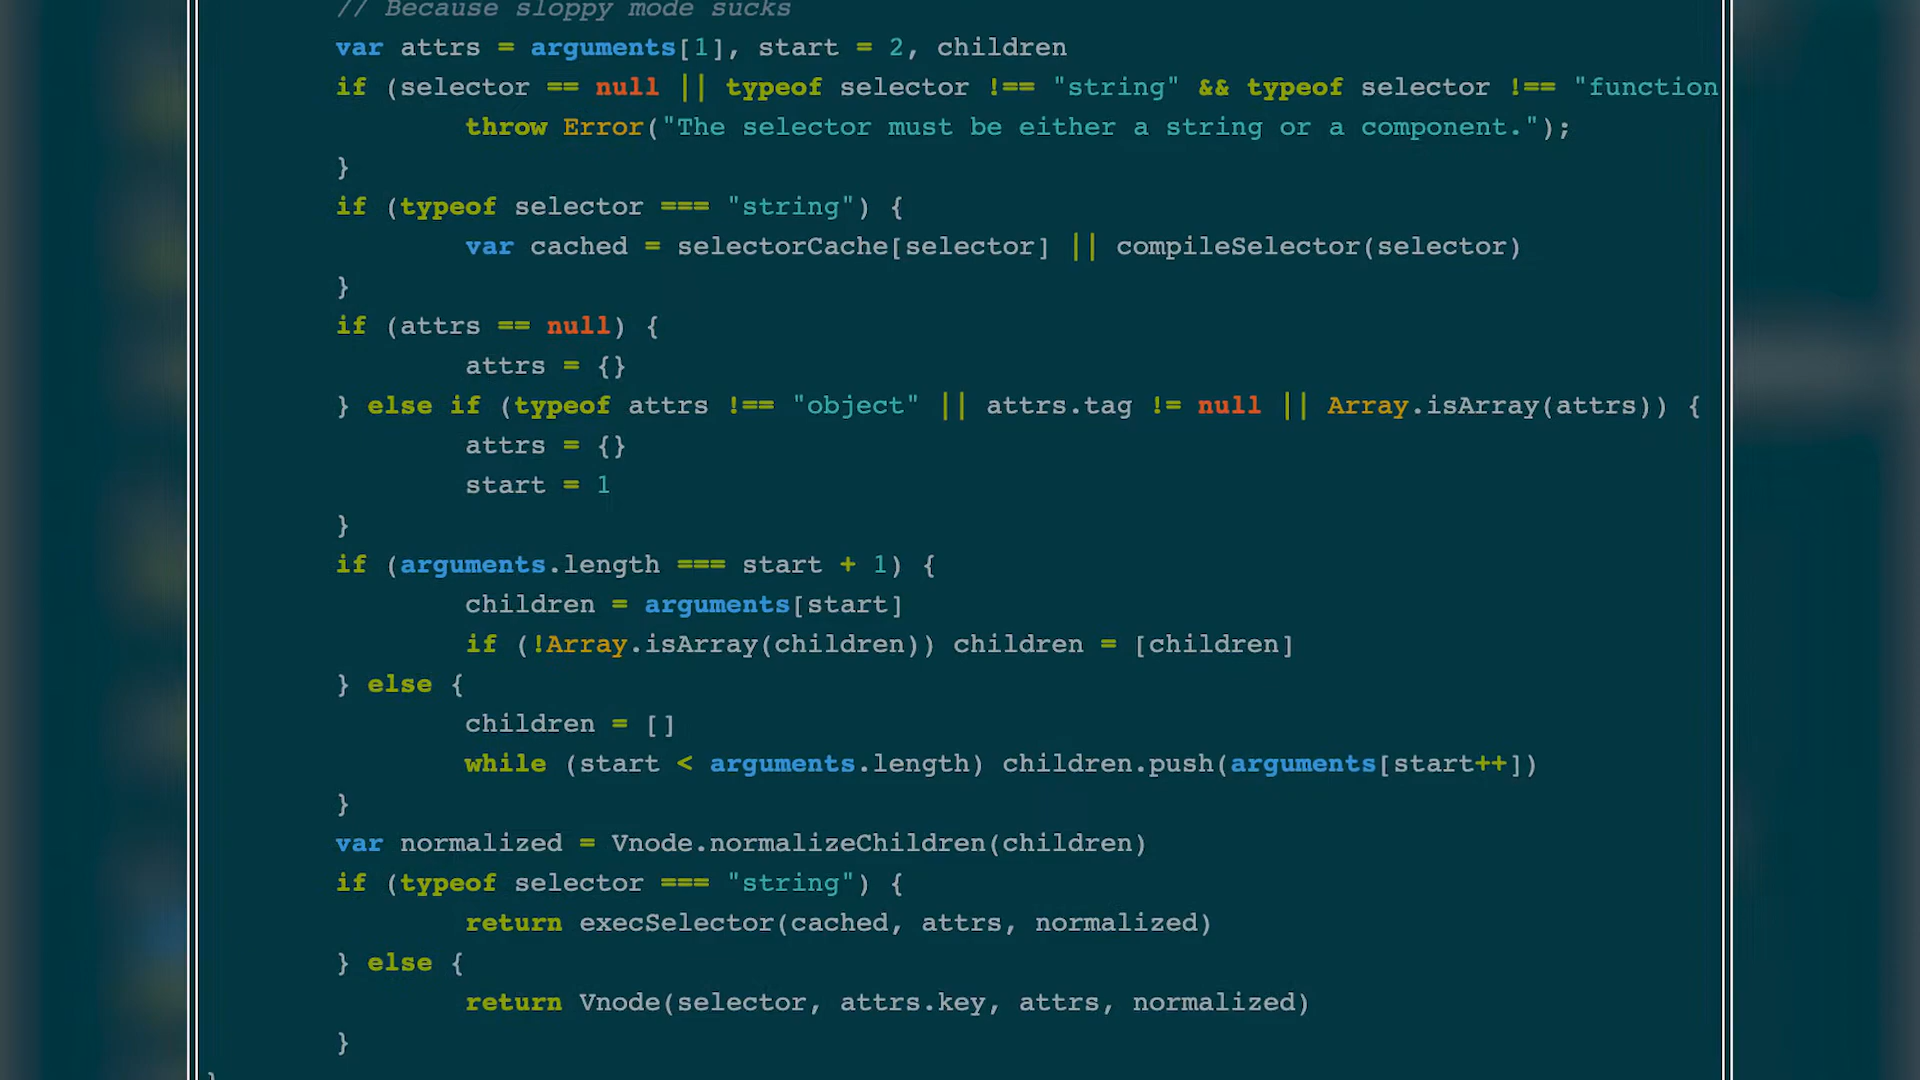 // Because sloppy mode sucks
var attrs = arguments[1], start = 2, children
if (selector == null || typeof selector !== "string" && typeof selector !== "function
throw Error("The selector must be either a string or a component.");
}
if (typeof selector === "string") {
var cached = selectorCache[selector] || compileSelector(selector)
}
if (attrs == null) {
attrs = {}
} else if (typeof attrs !== "object" || attrs.tag != null || Array.isArray(attrs)) {
attrs = {}
start = 1
}
if (arguments.length === start + 1) {
children = arguments[start]
if (!Array.isArray(children)) children = [children]
} else {
children = []
while (start < arguments.length) children.push(arguments[start++])
}
var normalized = Vnode.normalizeChildren(children)
if (typeof selector === "string") {
return execSelector(cached, attrs, normalized)
} else {
return Vnode(selector, attrs.key, attrs, normalized)
}
}